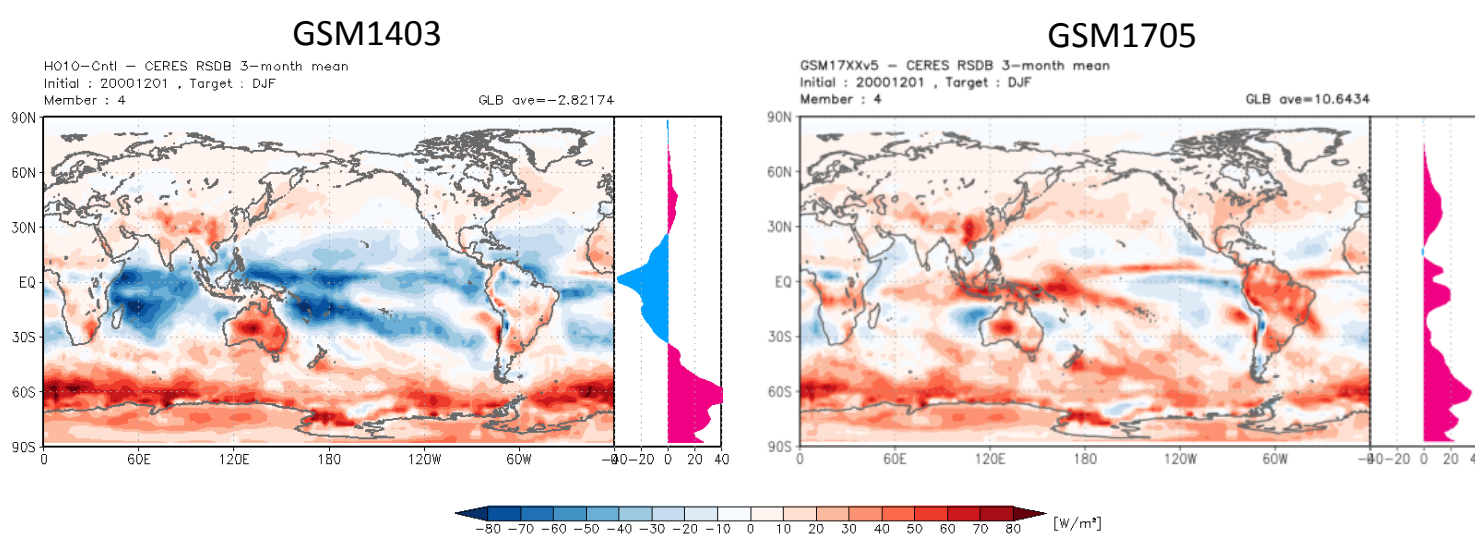 GSM1403
H010-Cntl - CERES RSDB 3-month mean
Initial : 20001201 , Target : DJF
Member : 4 GLB ave=-2.82174
90N
60N
30N
EQ
30S
60S
90S
0 60E 120E 180 120W 60W 0
-40 -20 0 20 40
GSM1705
GSM17XXv5 - CERES RSDB 3-month mean
Initial : 20001201 , Target : DJF
Member : 4 GLB ave=10.6434
90N
60N
30N
EQ
30S
60S
90S
0 60E 120E 180 120W 60W 0
-40 -20 0 20
-80 -70 -60 -50 -40 -30 -20 -10 0 10 20 30 40 50 60 70 80 [W/m²]